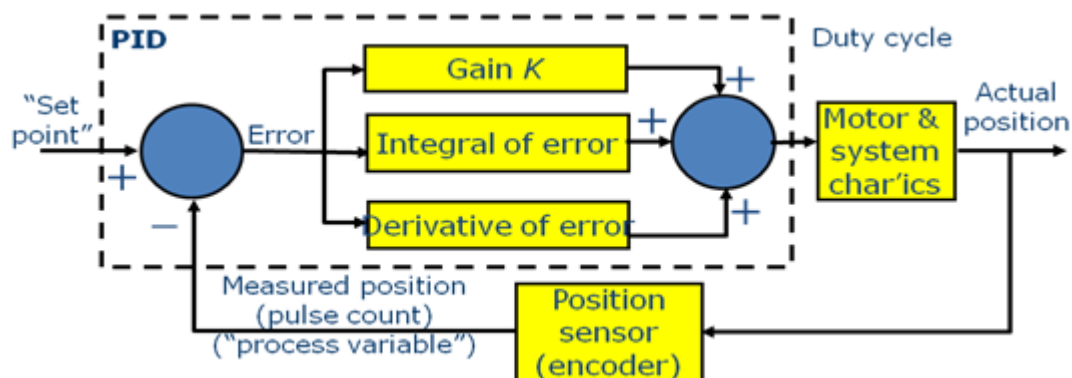 PID
Duty cycle
“Set
point”
+
−
Error
Gain K
Integral of error
Derivative of error
+
+
+
Motor &
system
char’ics
Actual
position
Measured position
(pulse count)
(“process variable”)
Position
sensor
(encoder)